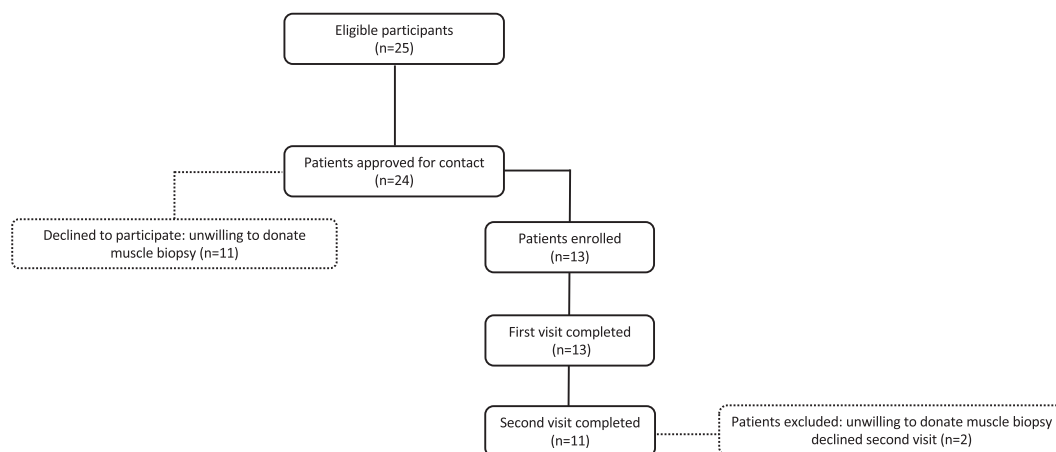 Eligible participants
(n=25)
Patients approved for contact
(n=24)
Declined to participate: unwilling to donate
muscle biopsy (n=11)
Patients enrolled
(n=13)
First visit completed
(n=13)
Second visit completed
(n=11)
Patients excluded: unwilling to donate muscle biopsy
declined second visit (n=2)